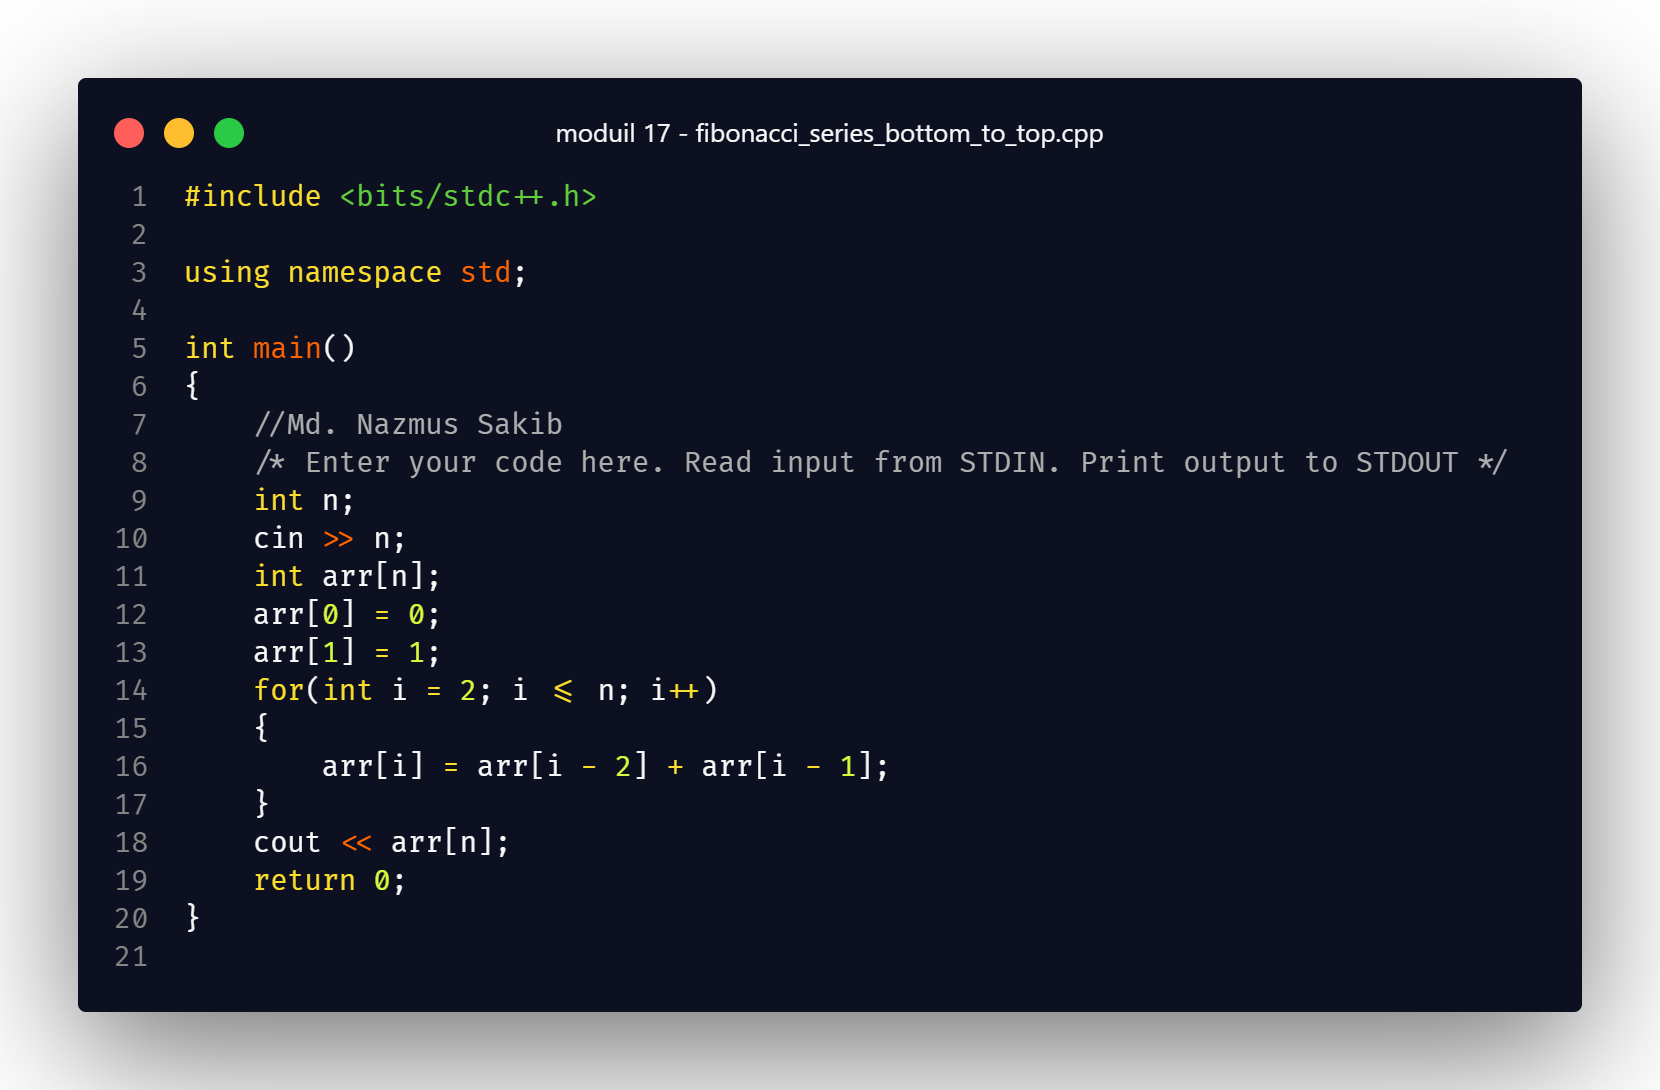 moduil 17 - fibonacci_series_bottom_to_top.cpp
1 #include <bits/stdc++.h>
2
3 using namespace std;
4
5 int main()
6 {
7     //Md. Nazmus Sakib
8     /* Enter your code here. Read input from STDIN. Print output to STDOUT */
9     int n;
10     cin >> n;
11     int arr[n];
12     arr[0] = 0;
13     arr[1] = 1;
14     for(int i = 2; i <= n; i++)
15     {
16         arr[i] = arr[i - 2] + arr[i - 1];
17     }
18     cout << arr[n];
19     return 0;
20 }
21